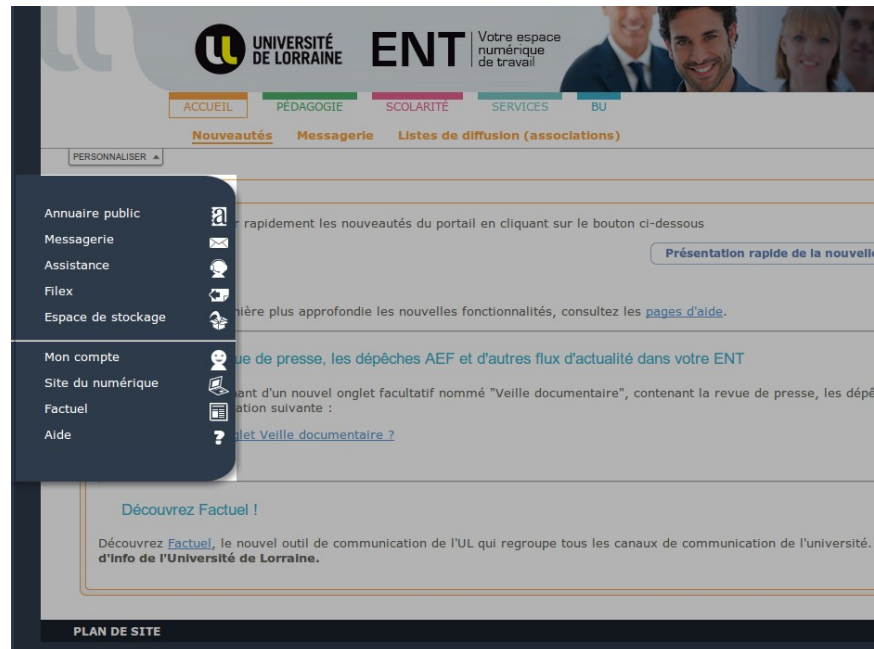 UNIVERSITÉ
DE LORRAINE
ENT
Votre espace
numérique
de travail
ACCUEIL PÉDAGOGIE SCOLARITÉ SERVICES BU
Nouveautés Messagerie Listes de diffusion (associations)
PERSONNALISER
Annuaire public
Messagerie
Assistance
Filex
Espace de stockage
Mon compte
Site du numérique
Factuel
Aide
rapidement les nouveautés du portail en cliquant sur le bouton ci-dessous
Présentation rapide de la nouvelle
plus approfondie les nouvelles fonctionnalités, consultez les pages d'aide.
de presse, les dépêches AEF et d'autres flux d'actualité dans votre ENT
d'un nouvel onglet facultatif nommé "Veille documentaire", contenant la revue de presse, les
suivante :
Veille documentaire ?
Découvrez Factuel !
Découvrez Factuel, le nouvel outil de communication de l'UL qui regroupe tous les canaux de communication de l'université.
d'info de l'Université de Lorraine.
PLAN DE SITE